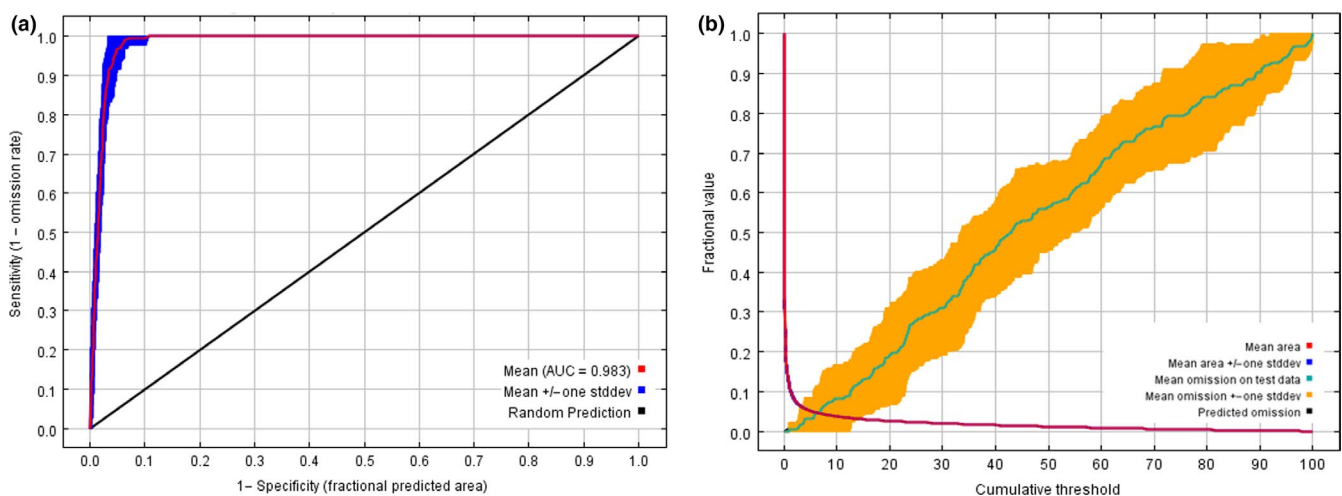 (a)
1.0
0.9
0.8
0.7
0.6
0.5
0.4
0.3
0.2
0.1
0.0
Sensitivity (1 – omission rate)
Mean (AUC = 0.983)
Mean +/– one stddev
Random Prediction
0.0 0.1 0.2 0.3 0.4 0.5 0.6 0.7 0.8 0.9 1.0
1– Specificity (fractional predicted area)
(b)
1.0
0.9
0.8
0.7
0.6
0.5
0.4
0.3
0.2
0.1
0.0
Fractional value
Mean area
Mean area +/– one stddev
Mean omission on test data
Mean omission +–one stddev
Predicted omission
0 10 20 30 40 50 60 70 80 90 100
Cumulative threshold